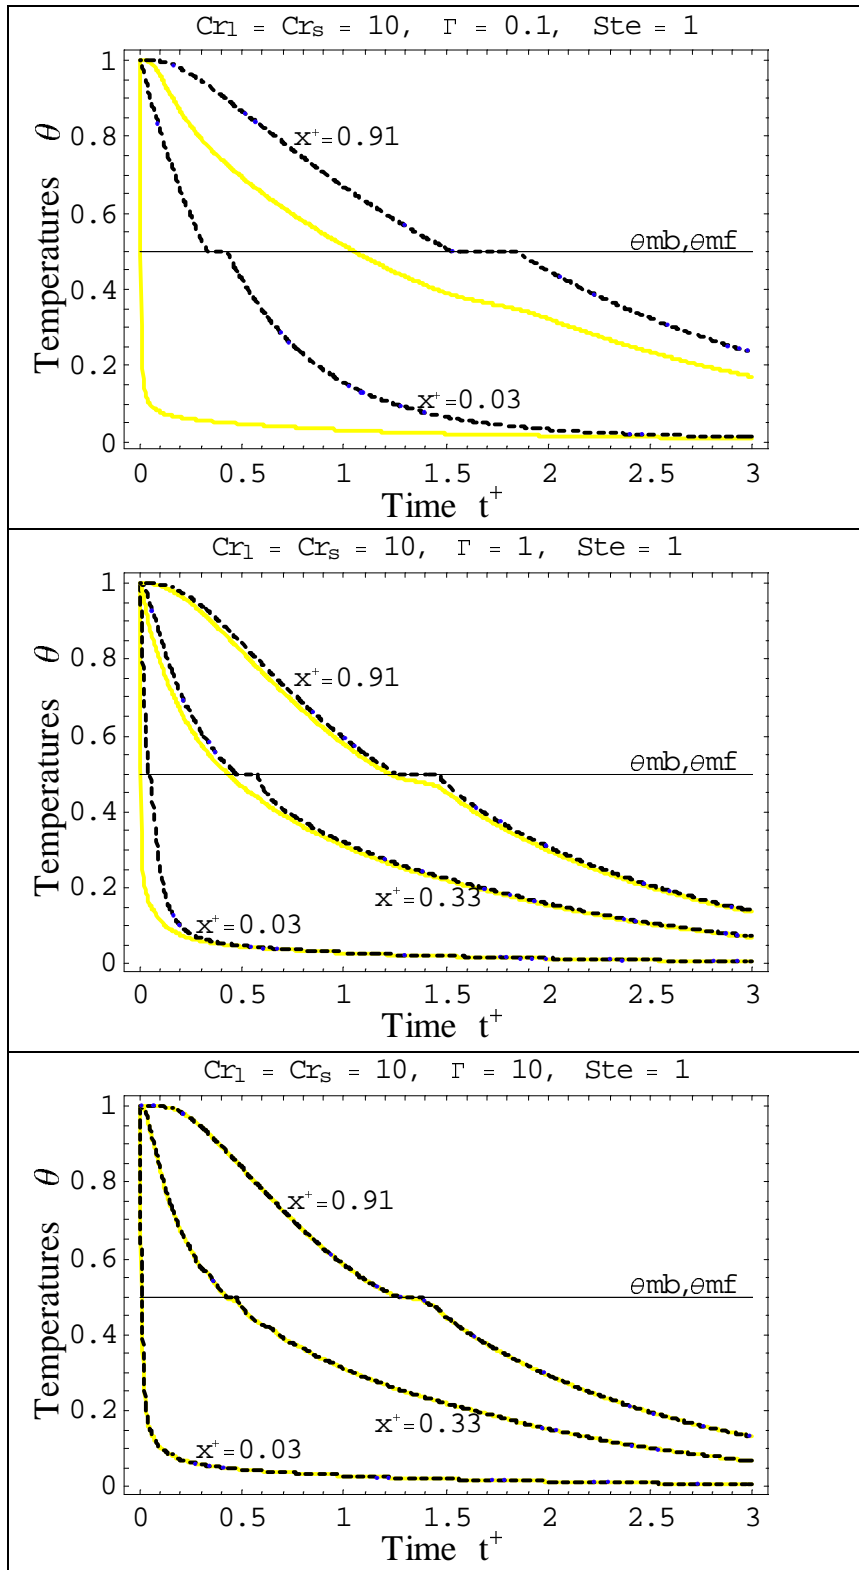 Cr_l = Cr_s = 10, Γ = 0.1, Ste = 1
Temperatures θ
1
0.8
0.6
0.4
0.2
0
x⁺=0.91
θmb,θmf
x⁺=0.03
0 0.5 1 1.5 2 2.5 3
Time t⁺
Cr_l = Cr_s = 10, Γ = 1, Ste = 1
Temperatures θ
1
0.8
0.6
0.4
0.2
0
x⁺=0.91
θmb,θmf
x⁺=0.33
x⁺=0.03
0 0.5 1 1.5 2 2.5 3
Time t⁺
Cr_l = Cr_s = 10, Γ = 10, Ste = 1
Temperatures θ
1
0.8
0.6
0.4
0.2
0
x⁺=0.91
θmb,θmf
x⁺=0.33
x⁺=0.03
0 0.5 1 1.5 2 2.5 3
Time t⁺